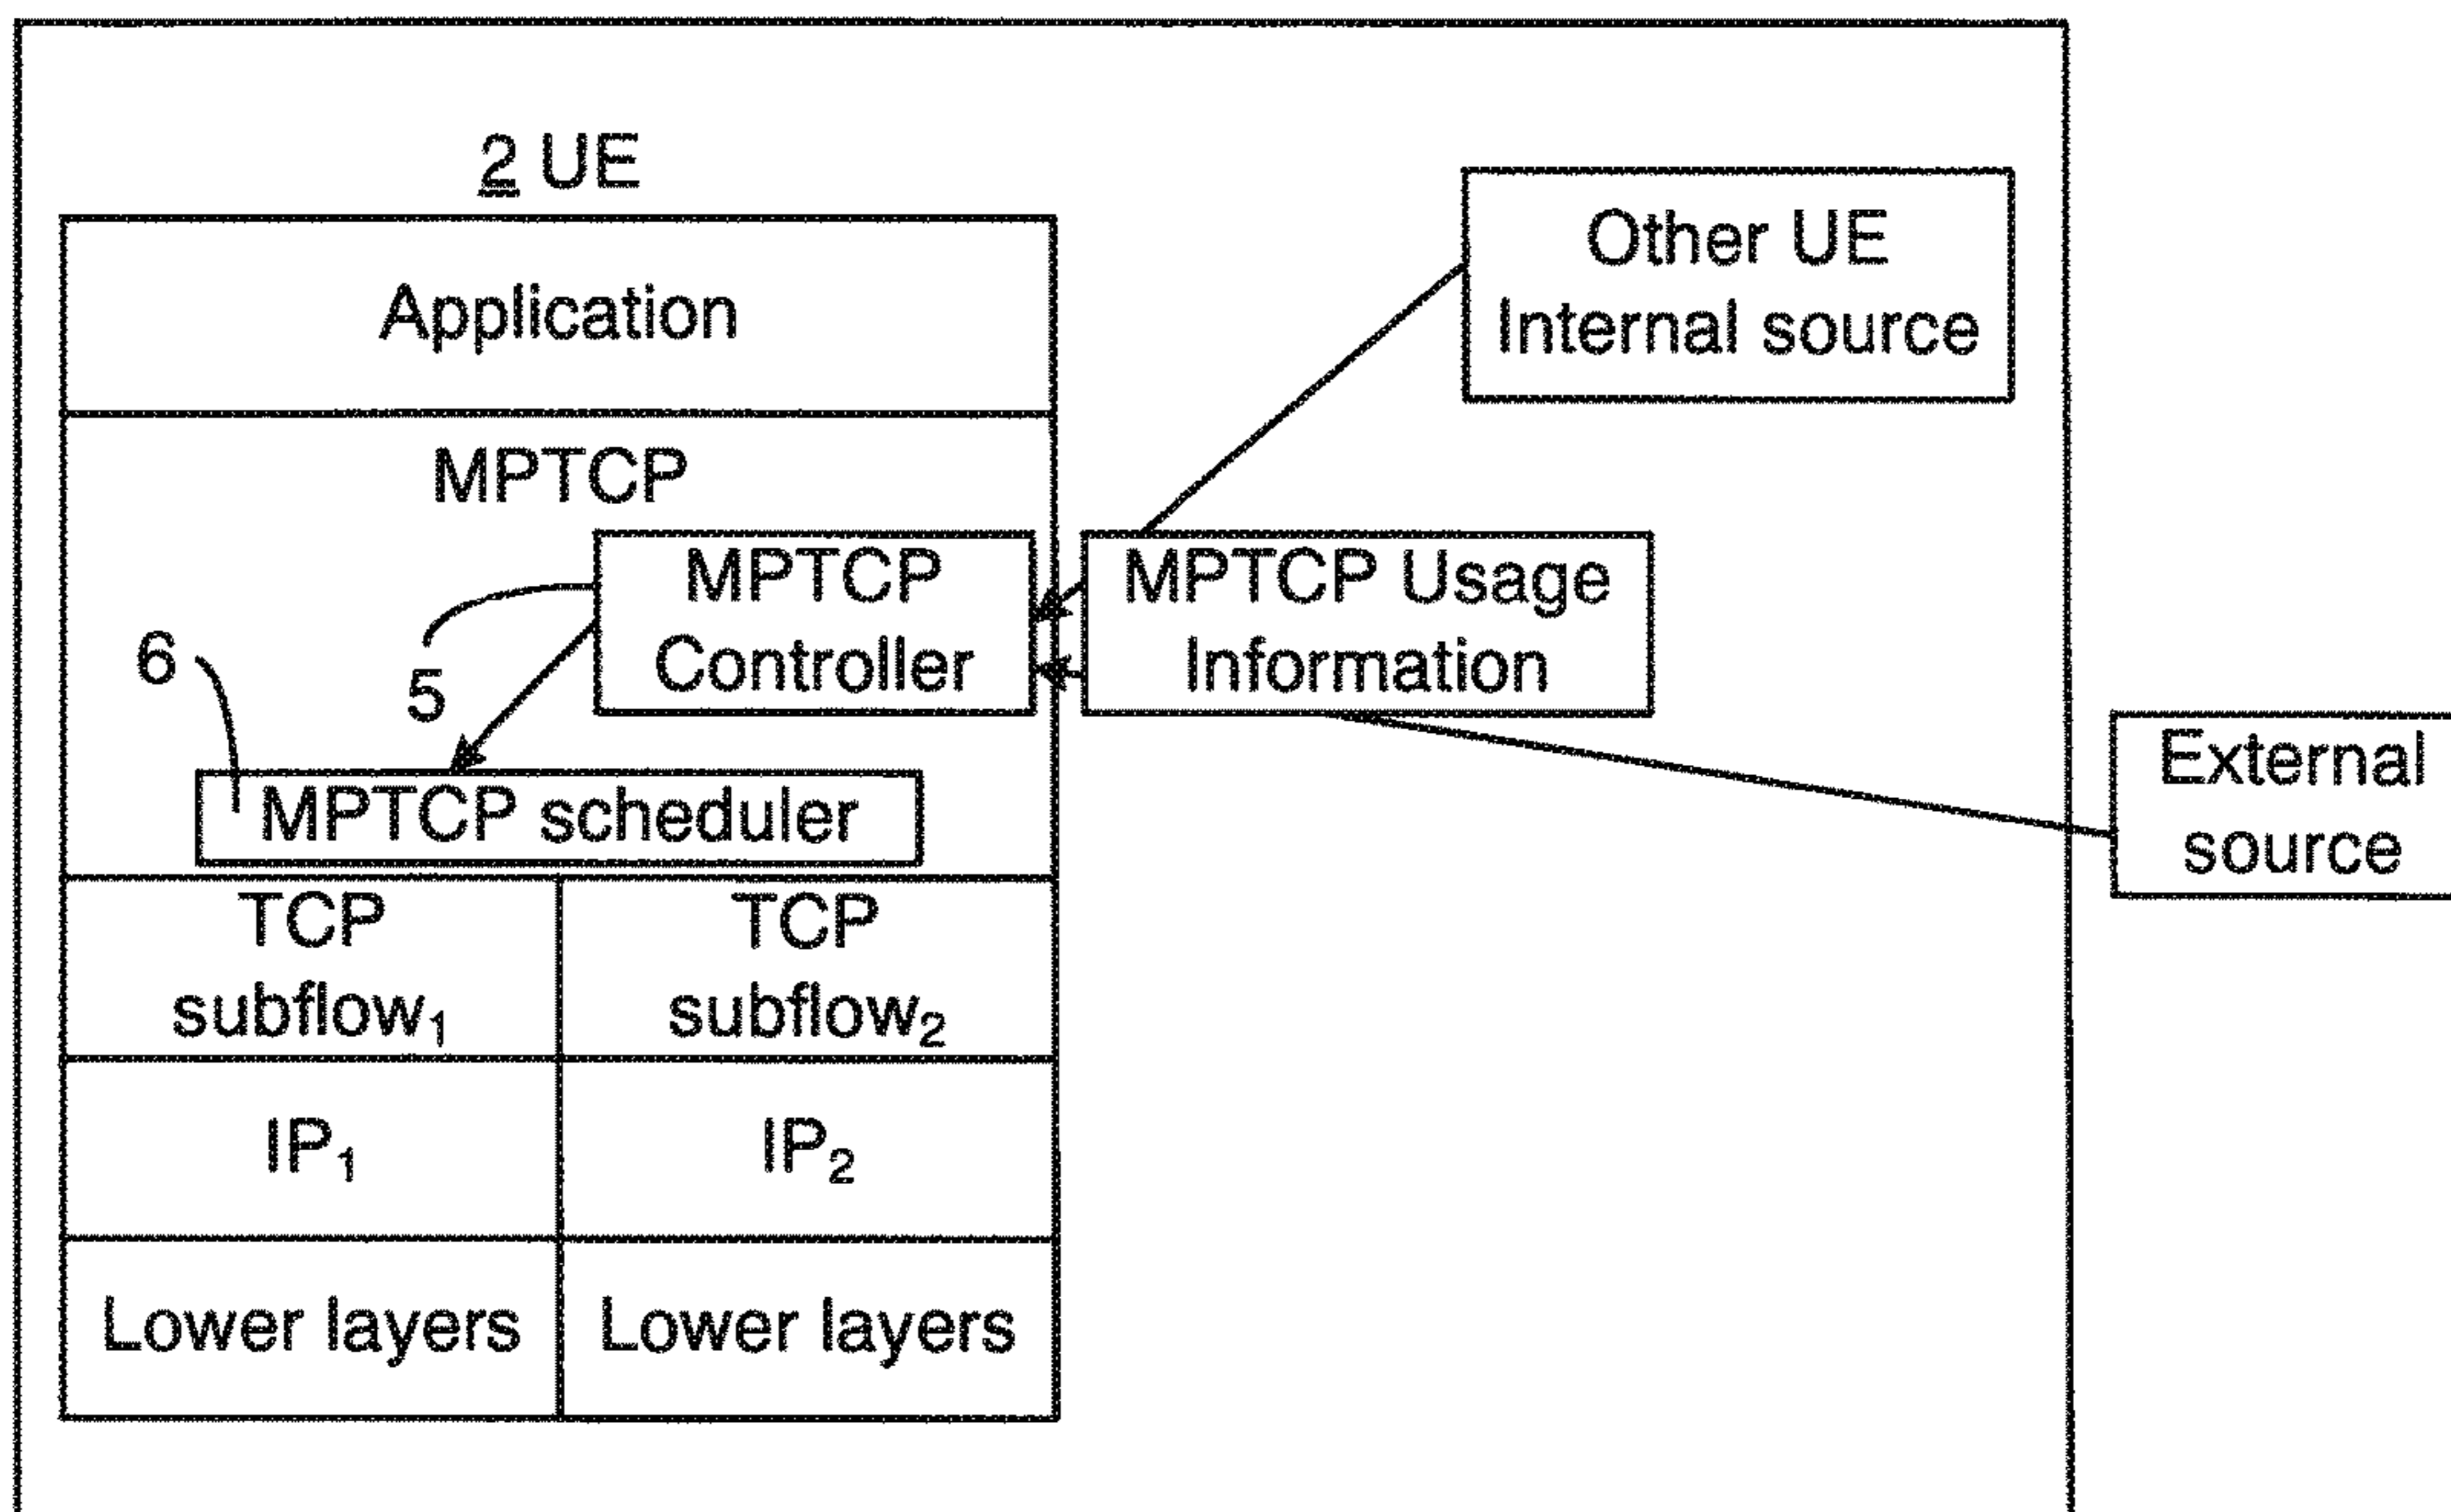 2 UE
Other UE
Internal source
Application
MPTCP
MPTCP
Controller
MPTCP Usage
Information
6
5
External
source
MPTCP scheduler
TCP
subflow₁
TCP
subflow₂
IP₁
IP₂
Lower layers
Lower layers